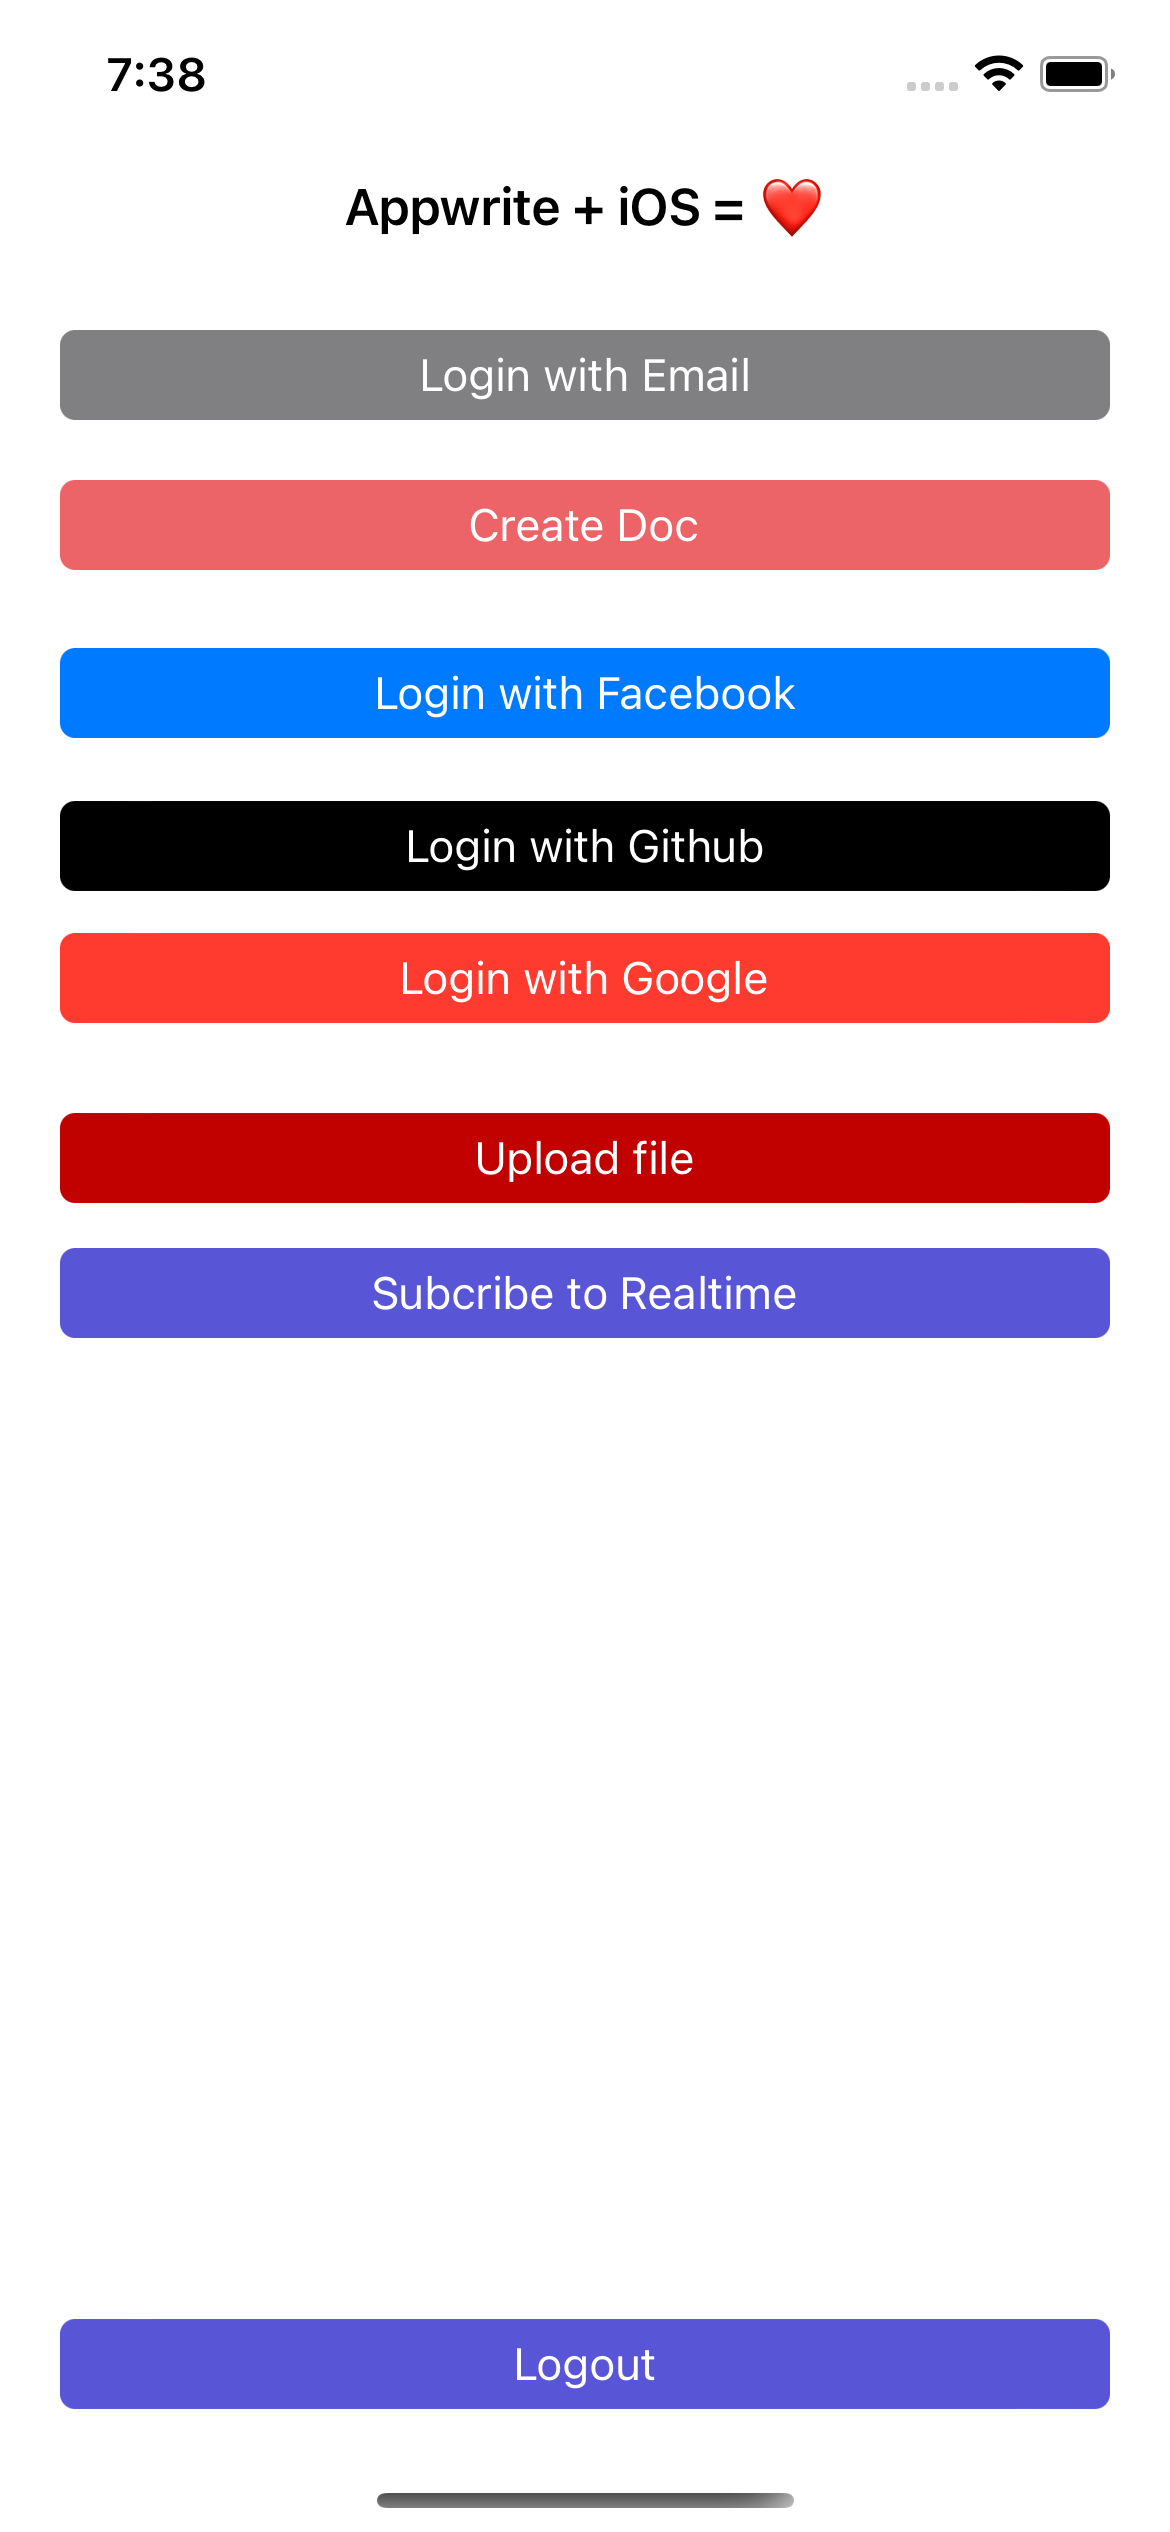 7:38
Appwrite + iOS = ❤️
Login with Email
Create Doc
Login with Facebook
Login with Github
Login with Google
Upload file
Subcribe to Realtime
Logout